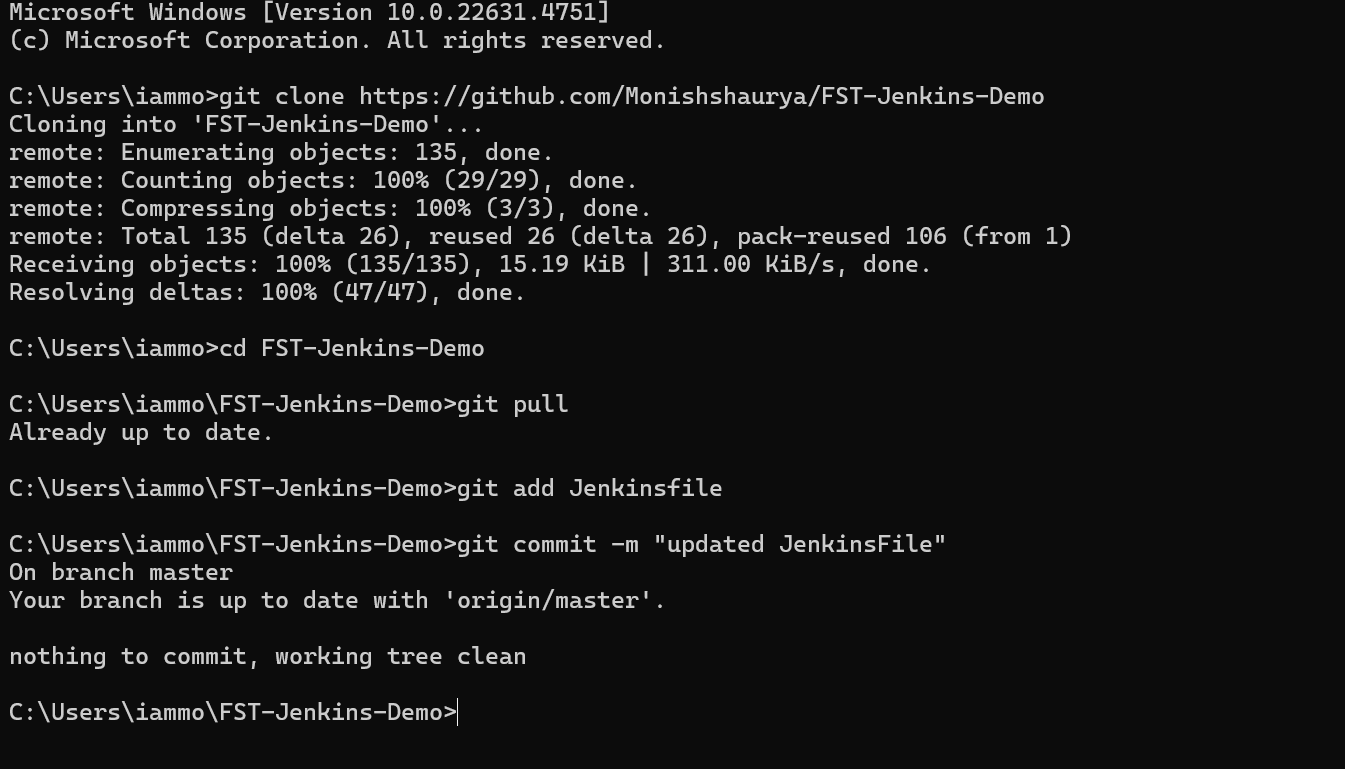 Microsoft Windows [Version 10.0.22631.4751]
(c) Microsoft Corporation. All rights reserved.
C:\Users\iammo>git clone https://github.com/Monishshaurya/FST-Jenkins-Demo
Cloning into 'FST-Jenkins-Demo'...
remote: Enumerating objects: 135, done.
remote: Counting objects: 100% (29/29), done.
remote: Compressing objects: 100% (3/3), done.
remote: Total 135 (delta 26), reused 26 (delta 26), pack-reused 106 (from 1)
Receiving objects: 100% (135/135), 15.19 KiB | 311.00 KiB/s, done.
Resolving deltas: 100% (47/47), done.
C:\Users\iammo>cd FST-Jenkins-Demo
C:\Users\iammo\FST-Jenkins-Demo>git pull
Already up to date.
C:\Users\iammo\FST-Jenkins-Demo>git add Jenkinsfile
C:\Users\iammo\FST-Jenkins-Demo>git commit -m "updated JenkinsFile"
On branch master
Your branch is up to date with 'origin/master'.
nothing to commit, working tree clean
C:\Users\iammo\FST-Jenkins-Demo>